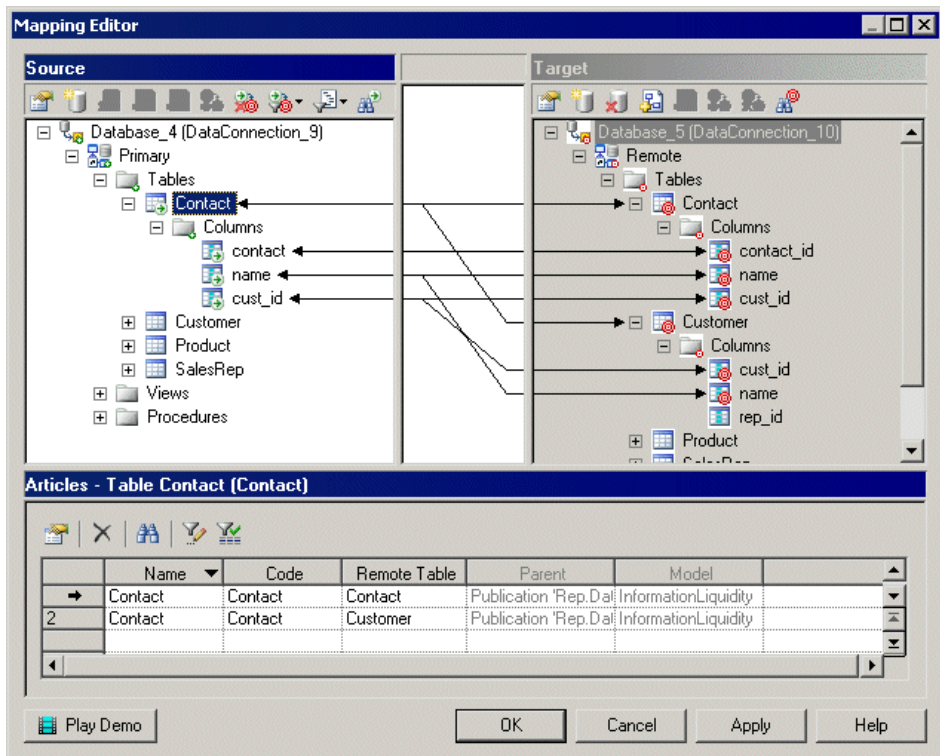 Mapping Editor
Source
Target
Database_4 (DataConnection_9)
Primary
Tables
Contact
Columns
contact
name
cust_id
Customer
Product
SalesRep
Views
Procedures
Database_5 (DataConnection_10)
Remote
Tables
Contact
Columns
contact_id
name
cust_id
Customer
Columns
cust_id
name
rep_id
Product
SalesRep
Articles - Table Contact (Contact)
Name Code Remote Table Parent Model
Contact Contact Contact Publication 'Rep.Dat InformationLiquidity
2 Contact Contact Customer Publication 'Rep.Dat InformationLiquidity
Play Demo
OK Cancel Apply Help